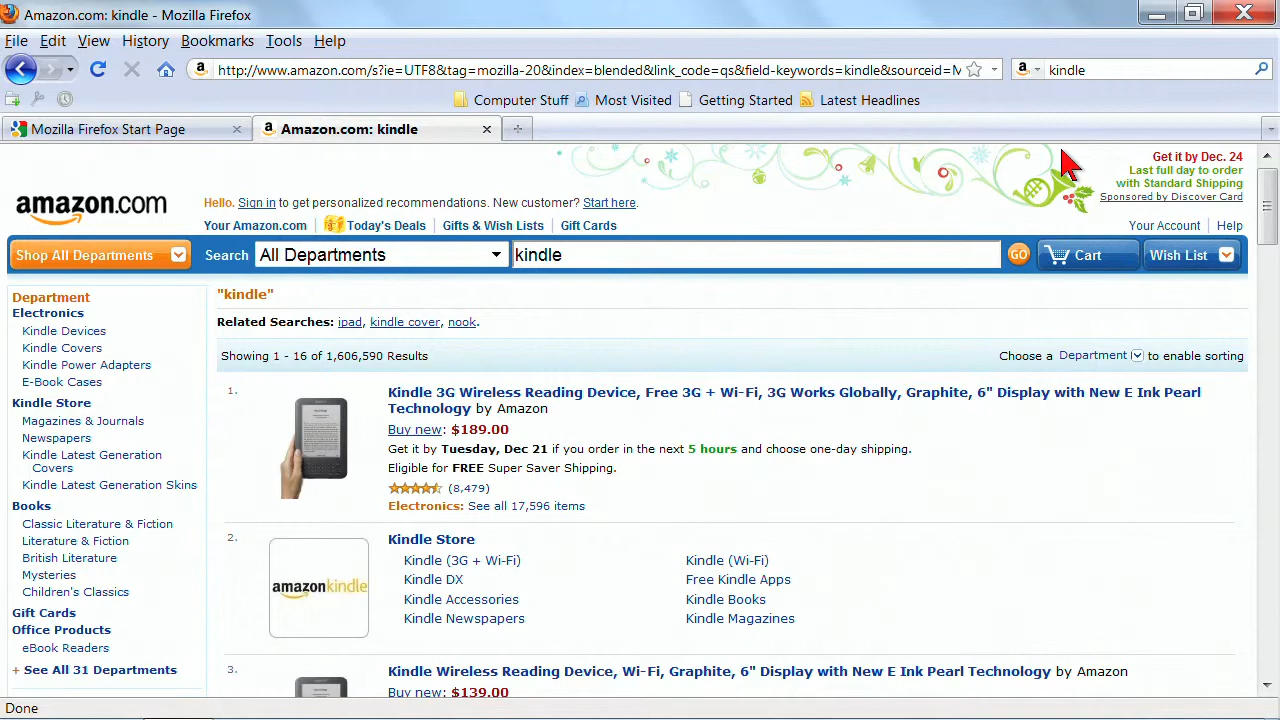 Amazon.com: kindle - Mozilla Firefox
File Edit View History Bookmarks Tools Help
http://www.amazon.com/s?ie=UTF8&tag=mozilla-20&index=blended&link_code=qs&field-keywords=kindle&sourceid=M
kindle
Computer Stuff Most Visited Getting Started Latest Headlines
Mozilla Firefox Start Page
Amazon.com: kindle
Get it by Dec. 24
Last full day to order
with Standard Shipping
Sponsored by Discover Card
amazon.com
Hello. Sign in to get personalized recommendations. New customer? Start here.
Your Amazon.com Today's Deals Gifts & Wish Lists Gift Cards
Your Account Help
Shop All Departments Search All Departments kindle GO Cart Wish List
Department
Electronics
Kindle Devices
Kindle Covers
Kindle Power Adapters
E-Book Cases
Kindle Store
Magazines & Journals
Newspapers
Kindle Latest Generation
Covers
Kindle Latest Generation Skins
Books
Classic Literature & Fiction
Literature & Fiction
British Literature
Mysteries
Children's Classics
Gift Cards
Office Products
eBook Readers
+ See All 31 Departments
"kindle"
Related Searches: ipad, kindle cover, nook.
Showing 1 - 16 of 1,606,590 Results
Choose a Department to enable sorting
1.
Kindle 3G Wireless Reading Device, Free 3G + Wi-Fi, 3G Works Globally, Graphite, 6" Display with New E Ink Pearl
Technology by Amazon
Buy new: $189.00
Get it by Tuesday, Dec 21 if you order in the next 5 hours and choose one-day shipping.
Eligible for FREE Super Saver Shipping.
(8,479)
Electronics: See all 17,596 items
2.
amazonkindle
Kindle Store
Kindle (3G + Wi-Fi) Kindle (Wi-Fi)
Kindle DX Free Kindle Apps
Kindle Accessories Kindle Books
Kindle Newspapers Kindle Magazines
3.
Kindle Wireless Reading Device, Wi-Fi, Graphite, 6" Display with New E Ink Pearl Technology by Amazon
Buy new: $139.00
Done